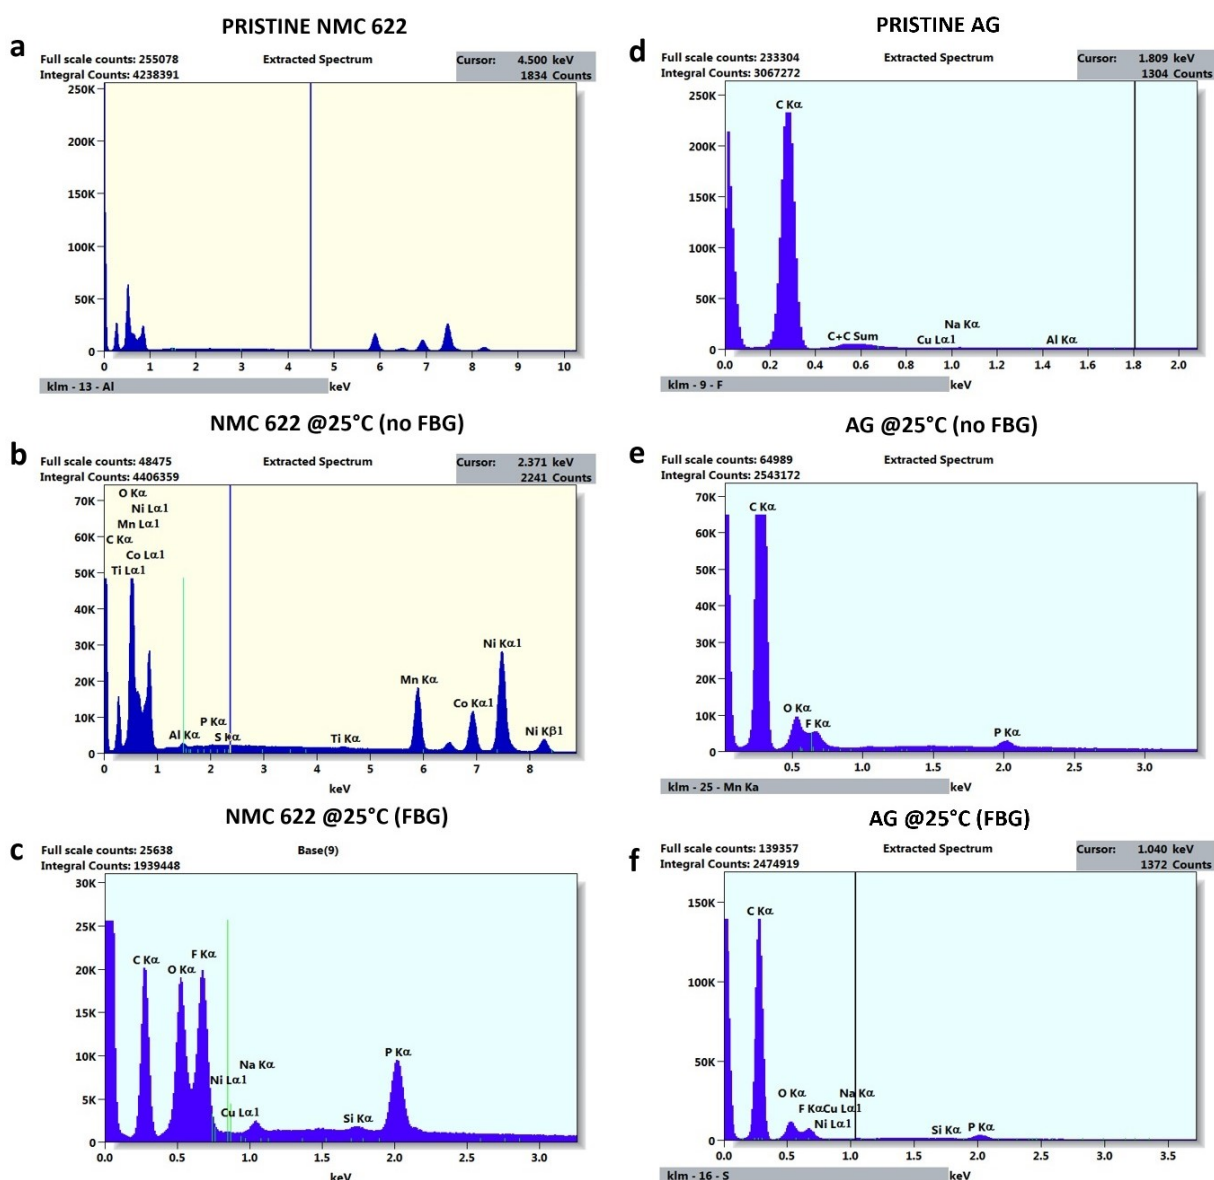 PRISTINE NMC 622
a
Full scale counts: 255078
Integral Counts: 4238391
Extracted Spectrum
Cursor: 4.500 keV
1834 Counts
250K
200K
150K
100K
50K
0
0 1 2 3 4 5 6 7 8 9 10
klm - 13 - Al
keV
NMC 622 @25°C (no FBG)
b
Full scale counts: 48475
Integral Counts: 4406359
Extracted Spectrum
Cursor: 2.371 keV
2241 Counts
70K
60K
50K
40K
30K
20K
10K
0
O Kα
Ni Lα1
Mn Lα1
C Kα
Co Lα1
Ti Lα1
Al Kα
P Kα
S Kα
Ti Kα
Mn Kα
Co Kα1
Ni Kα1
Ni Kβ1
0 1 2 3 4 5 6 7 8
keV
NMC 622 @25°C (FBG)
c
Full scale counts: 25638
Integral Counts: 1939448
Base(9)
30K
25K
20K
15K
10K
5K
0
C Kα
O Kα
F Kα
Ni Lα1
Na Kα
Cu Lα1
Si Kα
P Kα
0.0 0.5 1.0 1.5 2.0 2.5 3.0
keV
PRISTINE AG
d
Full scale counts: 233304
Integral Counts: 3067272
Extracted Spectrum
Cursor: 1.809 keV
1304 Counts
250K
200K
150K
100K
50K
0
C Kα
C+C Sum
Na Kα
Cu Lα1
Al Kα
0.0 0.2 0.4 0.6 0.8 1.0 1.2 1.4 1.6 1.8 2.0
klm - 9 - F
keV
AG @25°C (no FBG)
e
Full scale counts: 64989
Integral Counts: 2543172
Extracted Spectrum
70K
60K
50K
40K
30K
20K
10K
0
C Kα
O Kα
F Kα
P Kα
0.5 1.0 1.5 2.0 2.5 3.0
klm - 25 - Mn Ka
keV
AG @25°C (FBG)
f
Full scale counts: 139357
Integral Counts: 2474919
Extracted Spectrum
Cursor: 1.040 keV
1372 Counts
150K
100K
50K
0
C Kα
O Kα
Na Kα
F Kα
Cu Lα1
Ni Lα1
Si Kα
P Kα
0.0 0.5 1.0 1.5 2.0 2.5 3.0 3.5
klm - 16 - S
keV